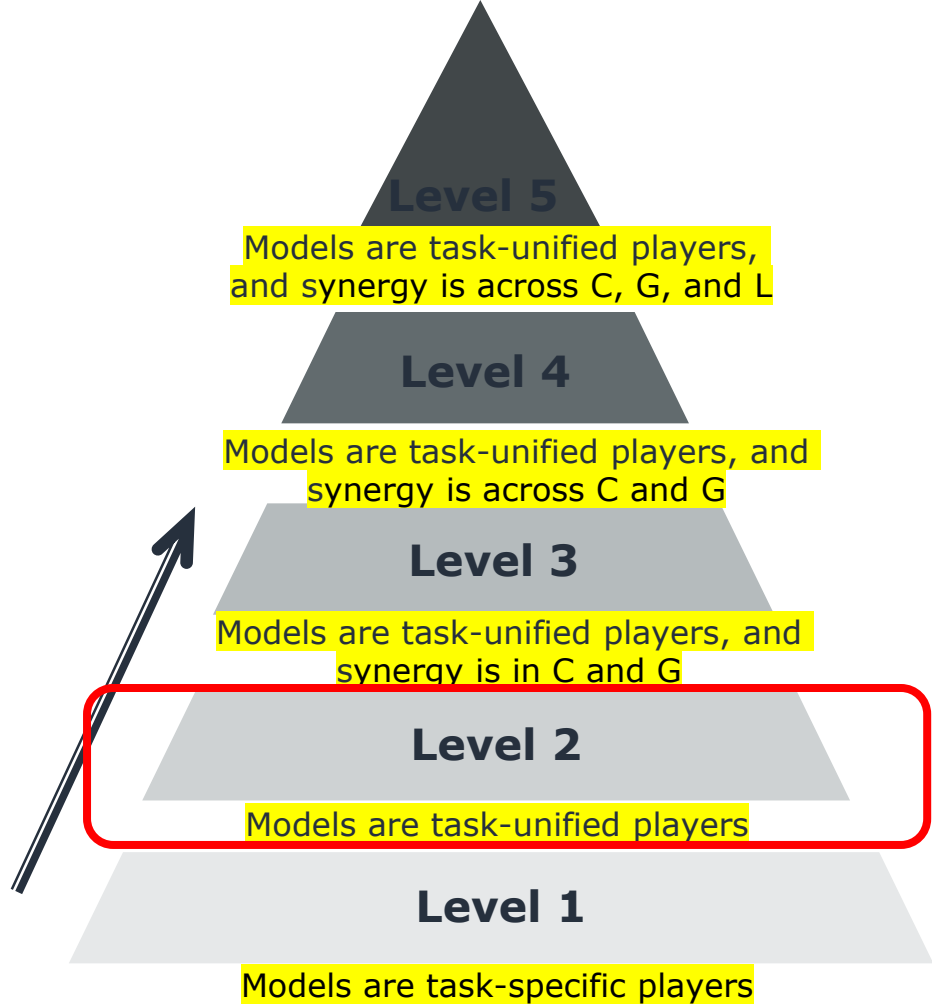 Level 5
Models are task-unified players,
and synergy is across C, G, and L
Level 4
Models are task-unified players, and
synergy is across C and G
Level 3
Models are task-unified players, and
synergy is in C and G
Level 2
Models are task-unified players
Level 1
Models are task-specific players